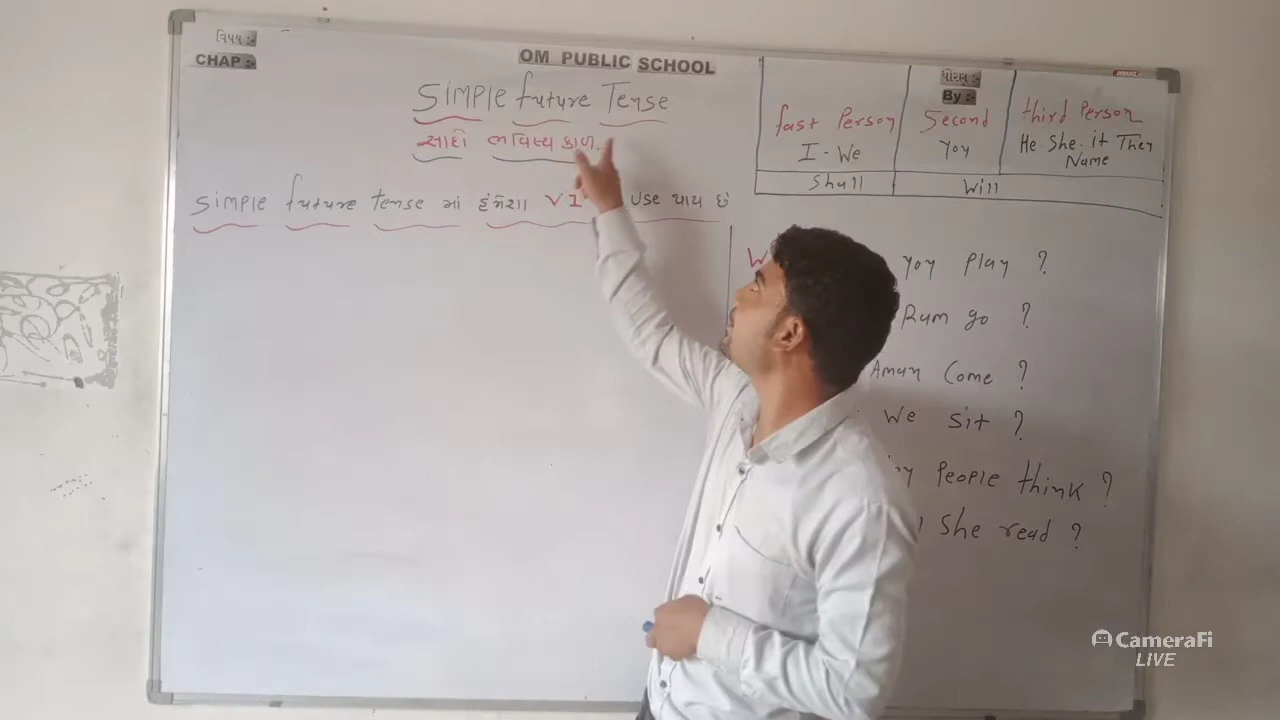 વિષય :-
CHAP :-
OM PUBLIC SCHOOL
ધોરણ :-
By :-
Simple future Tense
સાદો ભવિષ્ય કાળ.
Simple future Tense માં હંમેશા V1 use થાય છે
fast Person
I - We
Second
you
third Person
He. She. it They
Name
Shall
Will
W
you play ?
Ram go ?
Aman Come ?
We sit ?
People think ?
She read ?
CameraFi
LIVE